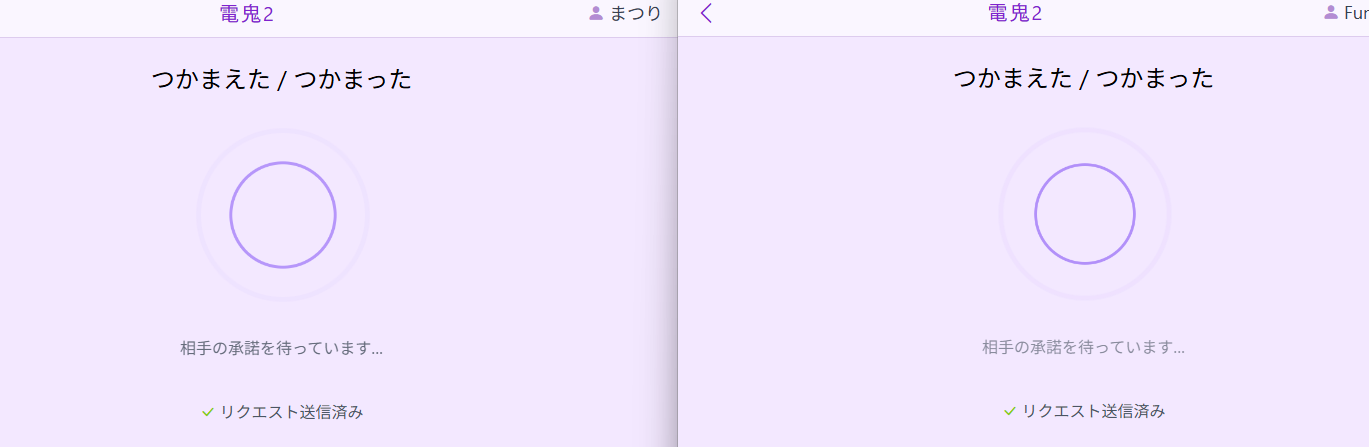 電鬼2
まつり
つかまえた / つかまった
相手の承諾を待っています...
リクエスト送信済み
電鬼2
Fur
つかまえた / つかまった
相手の承諾を待っています...
リクエスト送信済み